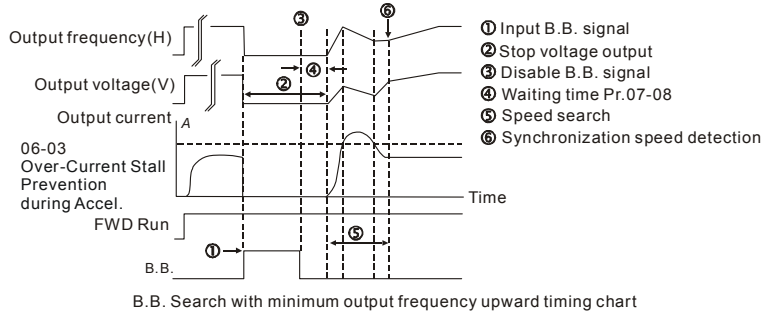 Output frequency(H)
Output voltage(V)
Output current
A
06-03
Over-Current Stall
Prevention
during Accel.
FWD Run
B.B.
Time
①
②
③
④
⑤
⑥
① Input B.B. signal
② Stop voltage output
③ Disable B.B. signal
④ Waiting time Pr.07-08
⑤ Speed search
⑥ Synchronization speed detection
B.B. Search with minimum output frequency upward timing chart